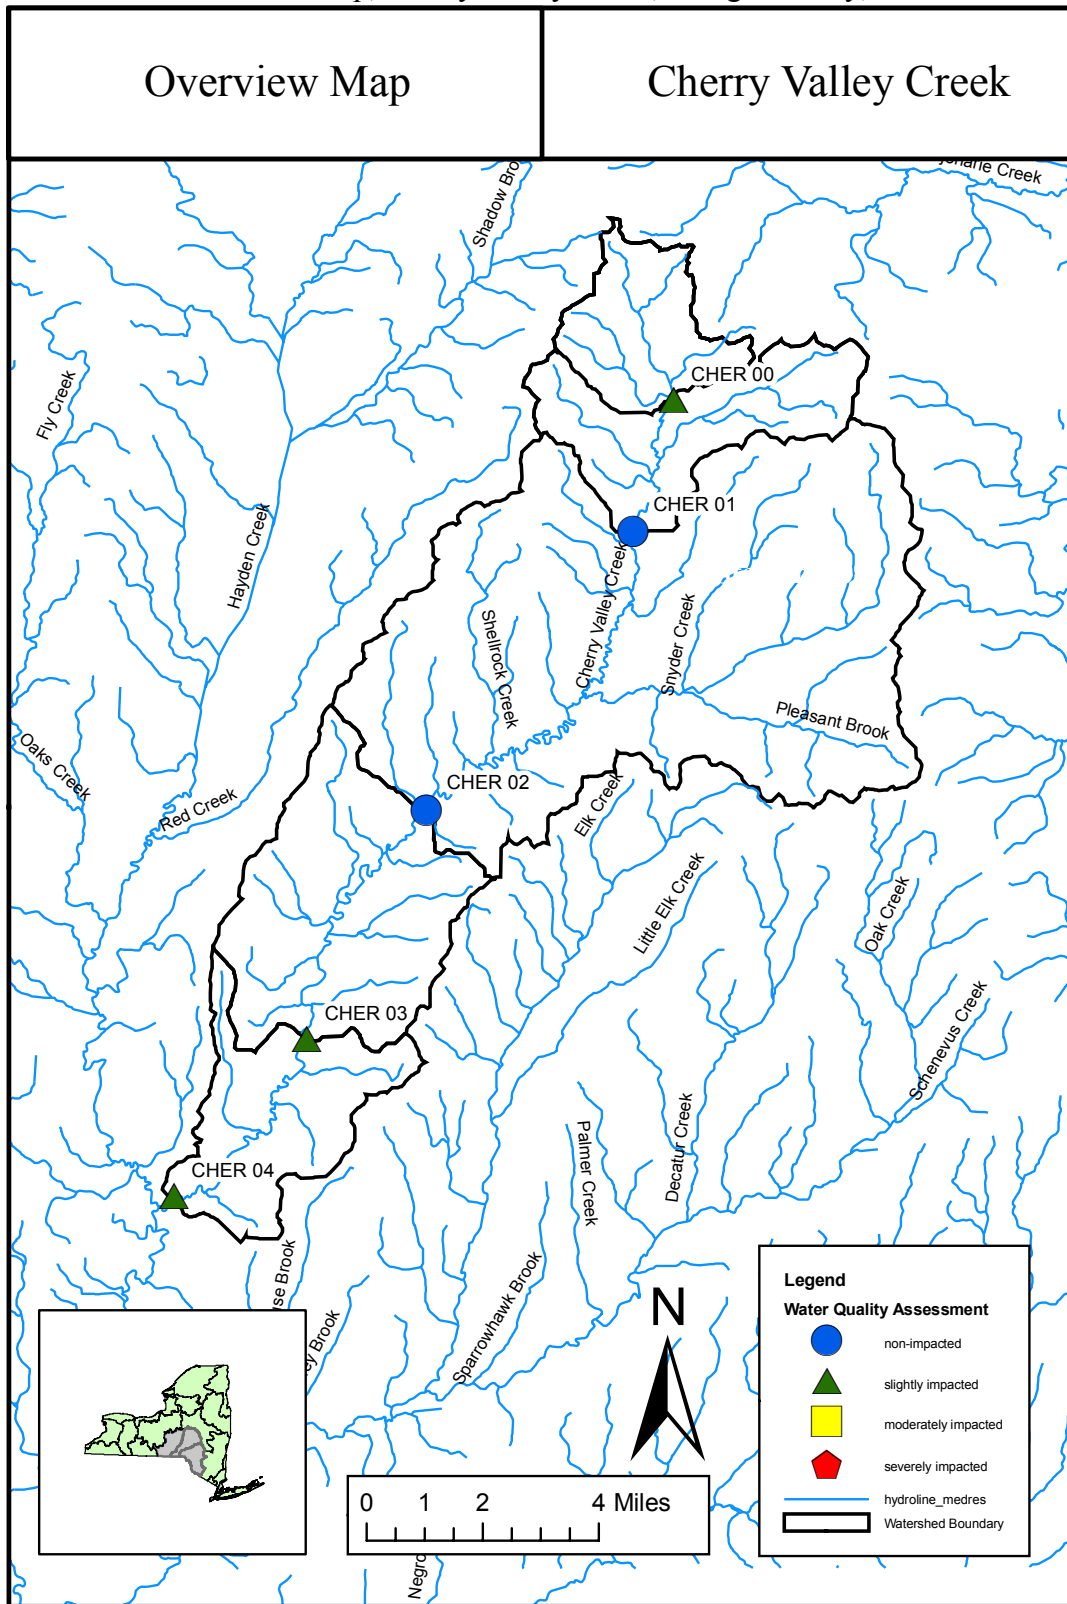 Overview Map
Cherry Valley Creek
Creek
Shadow
Fly Creek
CHER 00
CHER 01
Hayden Creek
Cherry Valley Creek
Shellrock Creek
Snyder Creek
Pleasant Brook
Oaks Creek
Red Creek
CHER 02
Elk Creek
Little Elk Creek
Oak Creek
CHER 03
Schenevus Creek
Palmer Creek
Decatur Creek
CHER 04
Brook
Brook
Sparrowhawk Brook
N
Legend
Water Quality Assessment
non-impacted
slightly impacted
moderately impacted
severely impacted
hydroline_medres
Watershed Boundary
0 1 2 4 Miles